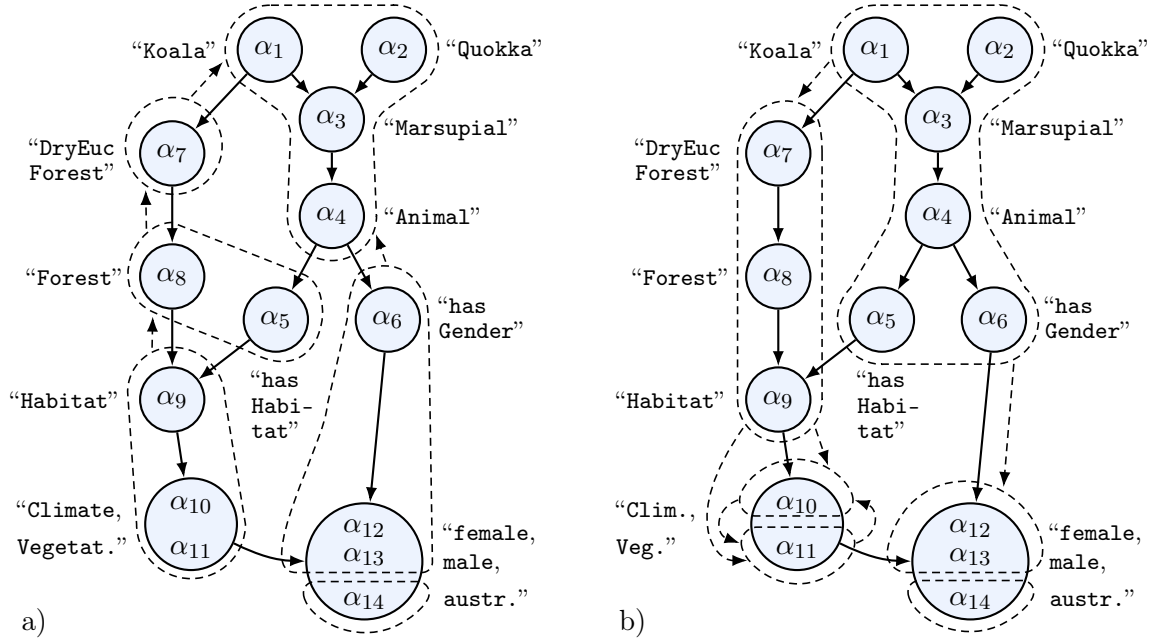 “Koala” α1 α2 “Quokka”
α3 “Marsupial”
“DryEuc
Forest” α7
α4 “Animal”
“Forest” α8
α5 α6 “has
Gender”
“Habitat” α9
“has
Habi-
tat”
“Climate,
Vegetat.”
α10
α11
α12
α13
α14
“female,
male,
austr.”
a)
“Koala” α1 α2 “Quokka”
α3 “Marsupial”
“DryEuc
Forest” α7
α4 “Animal”
“Forest” α8
α5 α6 “has
Gender”
“Habitat” α9
“has
Habi-
tat”
“Clim.,
Veg.”
α10
α11
α12
α13
α14
“female,
male,
austr.”
b)